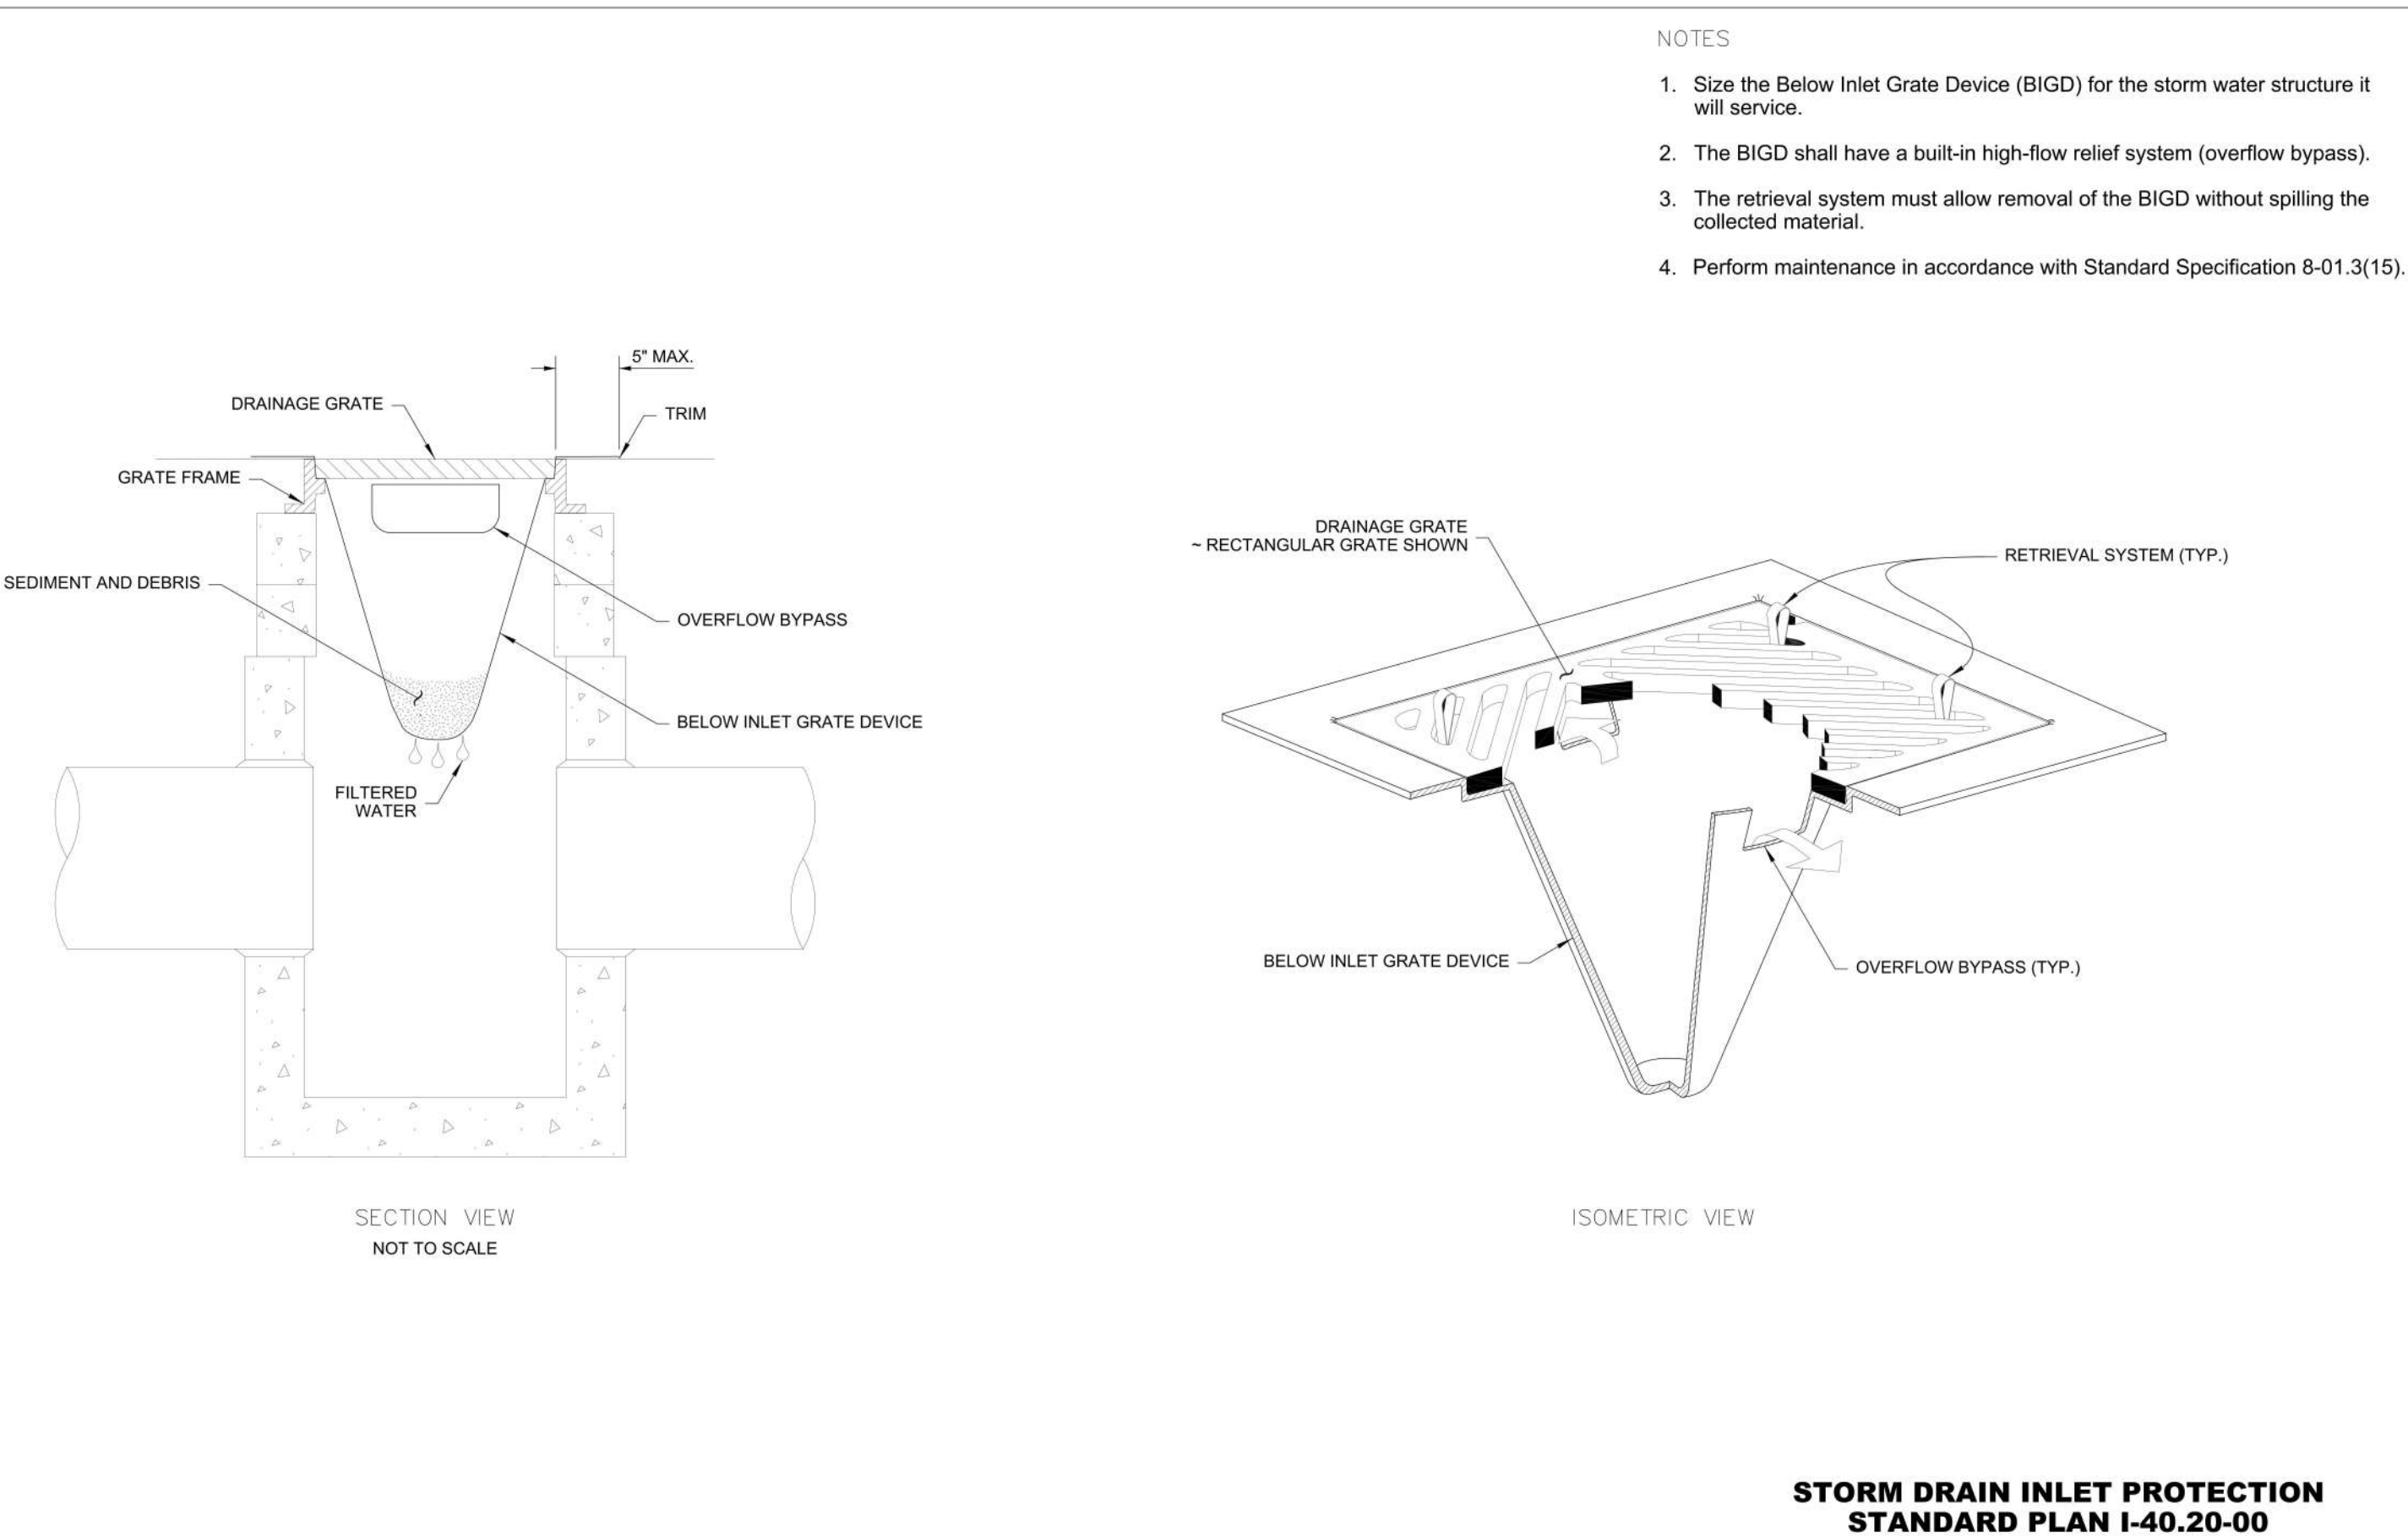 NOTES
1. Size the Below Inlet Grate Device (BIGD) for the storm water structure it
will service.
2. The BIGD shall have a built-in high-flow relief system (overflow bypass).
3. The retrieval system must allow removal of the BIGD without spilling the
collected material.
4. Perform maintenance in accordance with Standard Specification 8-01.3(15).
5" MAX.
DRAINAGE GRATE
TRIM
GRATE FRAME
SEDIMENT AND DEBRIS
OVERFLOW BYPASS
BELOW INLET GRATE DEVICE
FILTERED
WATER
SECTION VIEW
NOT TO SCALE
DRAINAGE GRATE
~ RECTANGULAR GRATE SHOWN
RETRIEVAL SYSTEM (TYP.)
BELOW INLET GRATE DEVICE
OVERFLOW BYPASS (TYP.)
ISOMETRIC VIEW
STORM DRAIN INLET PROTECTION
STANDARD PLAN I-40.20-00